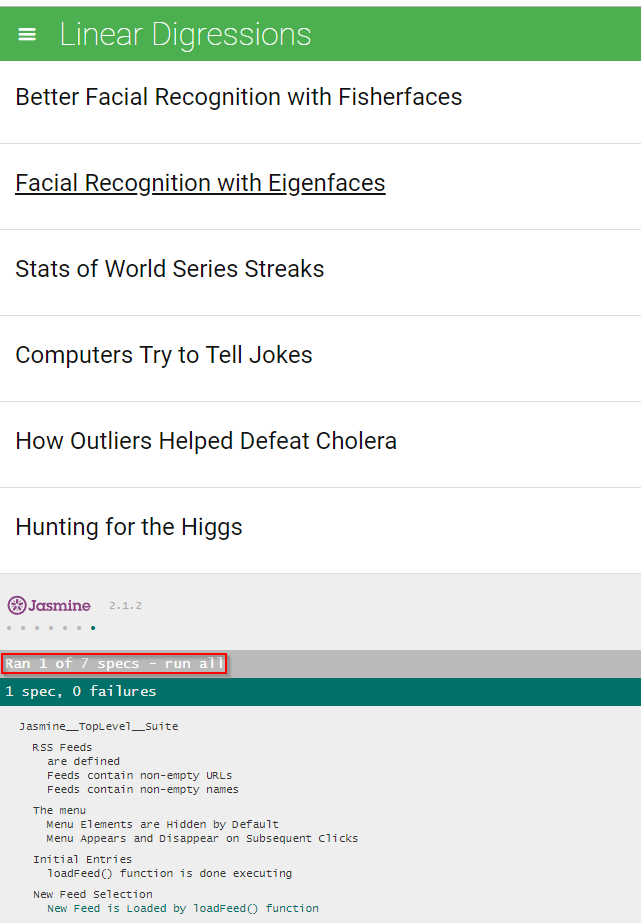 Linear Digressions
Better Facial Recognition with Fisherfaces
Facial Recognition with Eigenfaces
Stats of World Series Streaks
Computers Try to Tell Jokes
How Outliers Helped Defeat Cholera
Hunting for the Higgs
Jasmine 2.1.2
Ran 1 of 7 specs - run all
1 spec, 0 failures
Jasmine__TopLevel__Suite
RSS Feeds
are defined
Feeds contain non-empty URLs
Feeds contain non-empty names
The menu
Menu Elements are Hidden by Default
Menu Appears and Disappear on Subsequent Clicks
Initial Entries
loadFeed() function is done executing
New Feed Selection
New Feed is Loaded by loadFeed() function